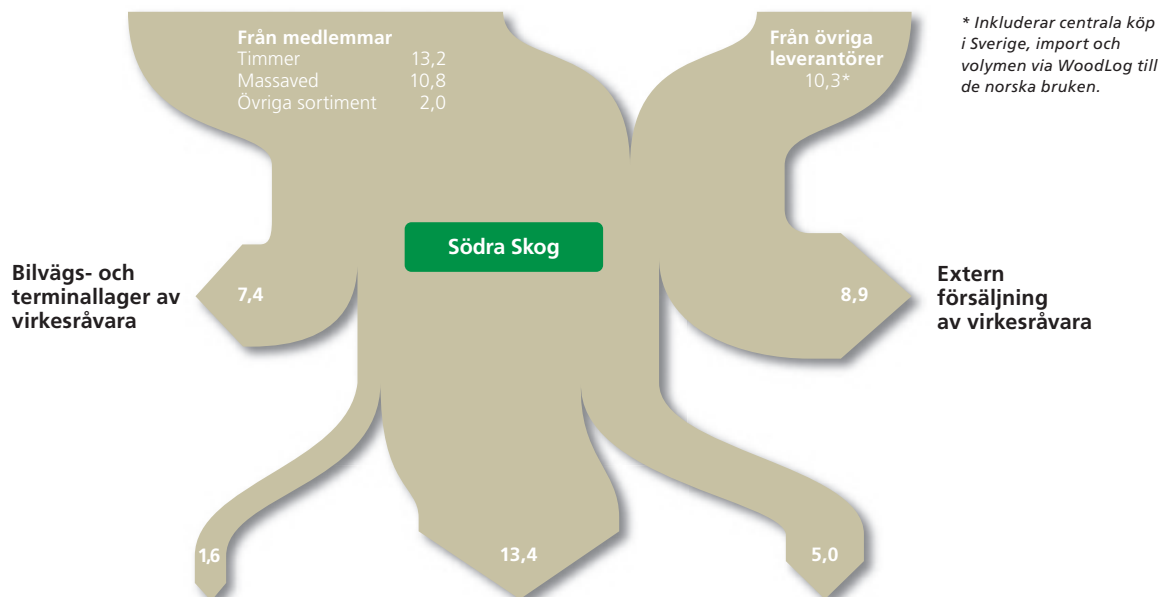 Från medlemmar
Timmer 13,2
Massaved 10,8
Övriga sortiment 2,0
Från övriga
leverantörer
10,3*
* Inkluderar centrala köp
i Sverige, import och
volymen via WoodLog till
de norska bruken.
Södra Skog
Bilvägs- och
terminallager av
virkesråvara
7,4
8,9
Extern
försäljning
av virkesråvara
1,6
13,4
5,0